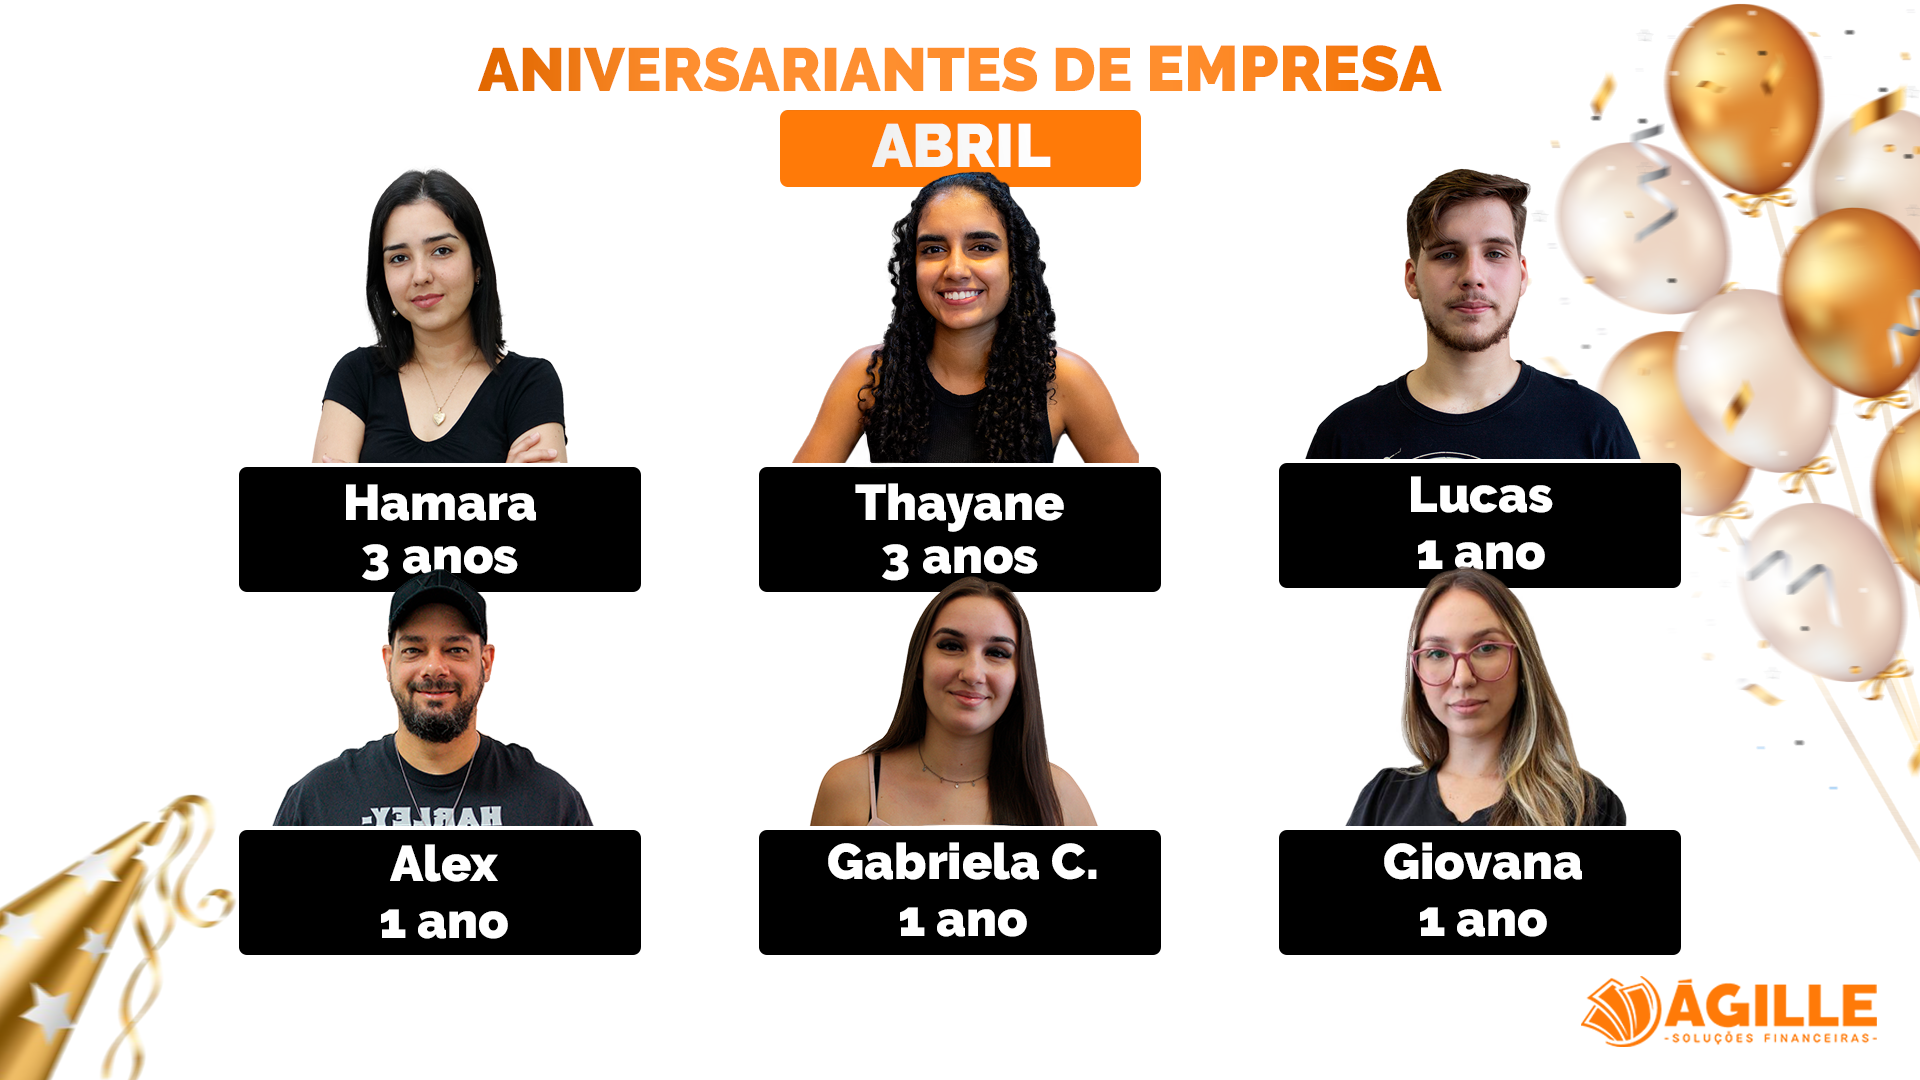 ANIVERSARIANTES DE EMPRESA
ABRIL
Hamara
3 anos
Thayane
3 anos
Lucas
1 ano
HARLEY-
Alex
1 ano
Gabriela C.
1 ano
Giovana
1 ano
ÁGILLE
-SOLUÇÕES FINANCEIRAS-